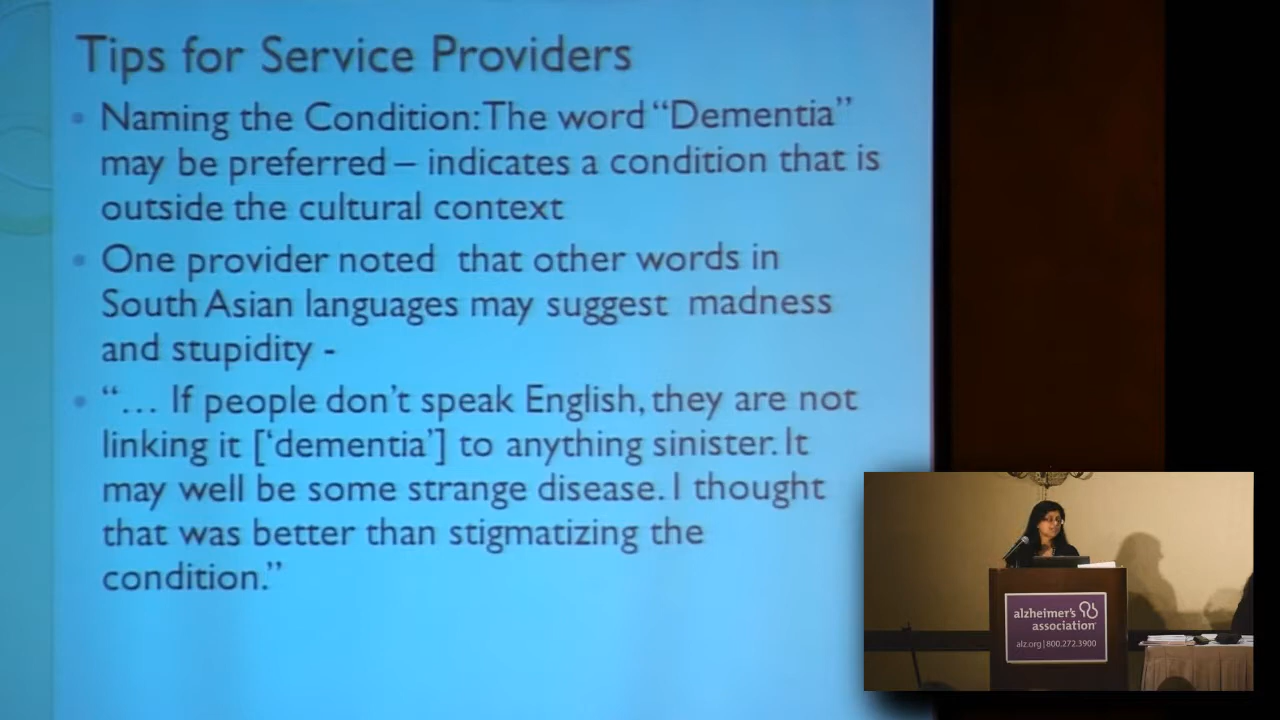 Tips for Service Providers
• Naming the Condition: The word “Dementia”
may be preferred – indicates a condition that is
outside the cultural context
• One provider noted that other words in
South Asian languages may suggest madness
and stupidity -
• “… If people don’t speak English, they are not
linking it [‘dementia’] to anything sinister. It
may well be some strange disease. I thought
that was better than stigmatizing the
condition.”
alzheimer's
association
alz.org | 800.272.3900